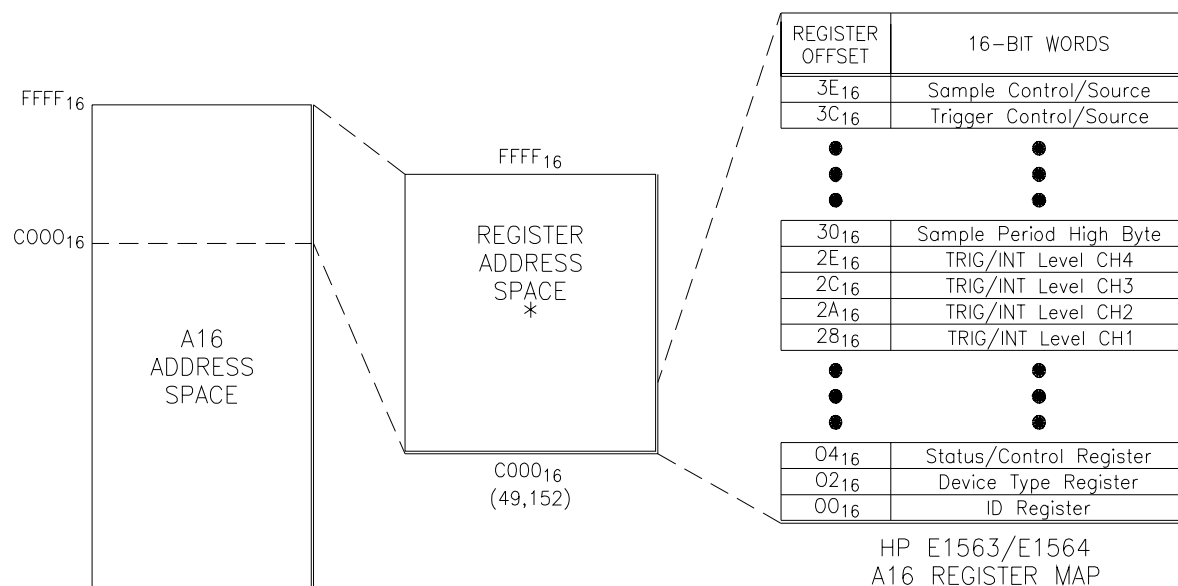 FFFF16
C00016
A16
ADDRESS
SPACE
FFFF16
REGISTER
ADDRESS
SPACE
*
C00016
(49,152)
REGISTER
OFFSET
16-BIT WORDS
3E16 Sample Control/Source
3C16 Trigger Control/Source
3016 Sample Period High Byte
2E16 TRIG/INT Level CH4
2C16 TRIG/INT Level CH3
2A16 TRIG/INT Level CH2
2816 TRIG/INT Level CH1
0416 Status/Control Register
0216 Device Type Register
0016 ID Register
HP E1563/E1564
A16 REGISTER MAP